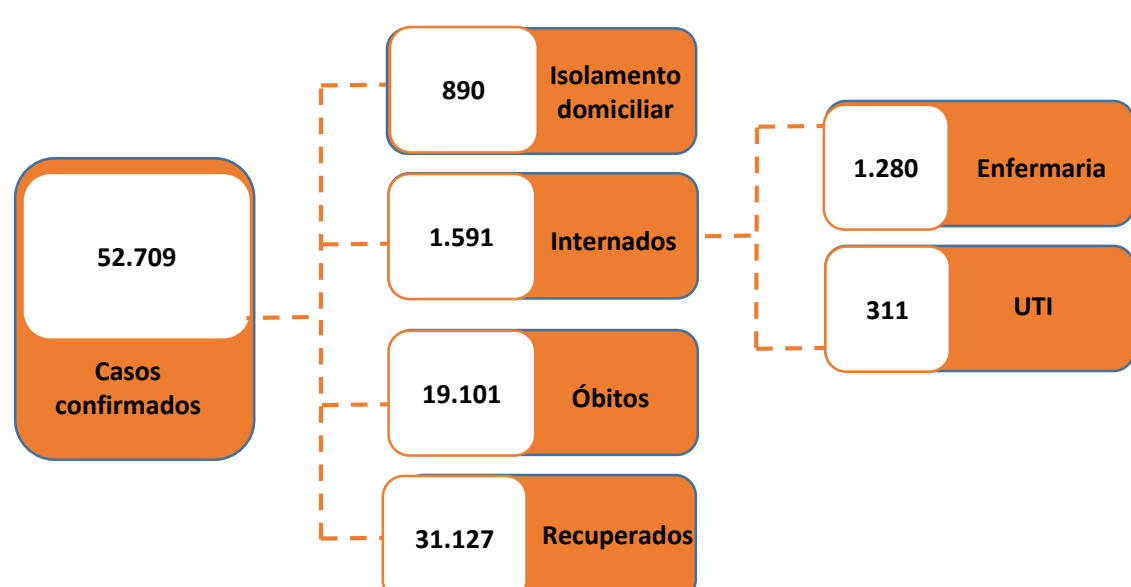 52.709
Casos
confirmados
890
Isolamento
domiciliar
1.591
Internados
19.101
Óbitos
31.127
Recuperados
1.280
Enfermaria
311
UTI